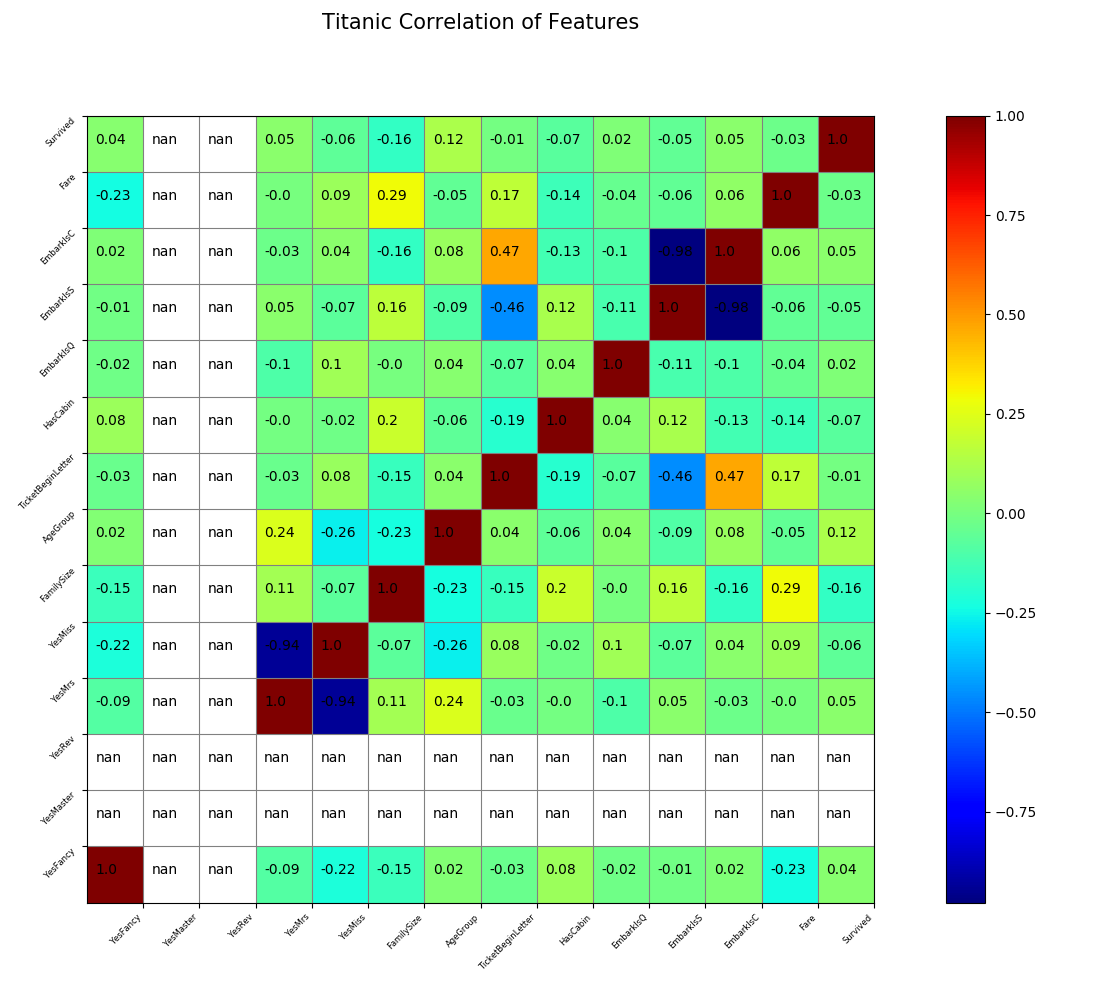 Titanic Correlation of Features
Survived 0.04 nan nan 0.05 -0.06 -0.16 0.12 -0.01 -0.07 0.02 -0.05 0.05 -0.03 1.0
Fare -0.23 nan nan -0.0 0.09 0.29 -0.05 0.17 -0.14 -0.04 -0.06 0.06 1.0 -0.03
EmbarkIsC 0.02 nan nan -0.03 0.04 -0.16 0.08 0.47 -0.13 -0.1 -0.98 1.0 0.06 0.05
EmbarkIsS -0.01 nan nan 0.05 -0.07 0.16 -0.09 -0.46 0.12 -0.11 1.0 -0.98 -0.06 -0.05
EmbarkIsQ -0.02 nan nan -0.1 0.1 -0.0 0.04 -0.07 0.04 1.0 -0.11 -0.1 -0.04 0.02
HasCabin 0.08 nan nan -0.0 -0.02 0.2 -0.06 -0.19 1.0 0.04 0.12 -0.13 -0.14 -0.07
TicketBeginLetter -0.03 nan nan -0.03 0.08 -0.15 0.04 1.0 -0.19 -0.07 -0.46 0.47 0.17 -0.01
AgeGroup 0.02 nan nan 0.24 -0.26 -0.23 1.0 0.04 -0.06 0.04 -0.09 0.08 -0.05 0.12
FamilySize -0.15 nan nan 0.11 -0.07 1.0 -0.23 -0.15 0.2 -0.0 0.16 -0.16 0.29 -0.16
YesMiss -0.22 nan nan -0.94 1.0 -0.07 -0.26 0.08 -0.02 0.1 -0.07 0.04 0.09 -0.06
YesMrs -0.09 nan nan 1.0 -0.94 0.11 0.24 -0.03 -0.0 -0.1 0.05 -0.03 -0.0 0.05
YesRev nan nan nan nan nan nan nan nan nan nan nan nan nan nan
YesMaster nan nan nan nan nan nan nan nan nan nan nan nan nan nan
YesFancy 1.0 nan nan -0.09 -0.22 -0.15 0.02 -0.03 0.08 -0.02 -0.01 0.02 -0.23 0.04
YesFancy YesMaster YesRev YesMrs YesMiss FamilySize AgeGroup TicketBeginLetter HasCabin EmbarkIsQ EmbarkIsS EmbarkIsC Fare Survived
1.00
0.75
0.50
0.25
0.00
−0.25
−0.50
−0.75